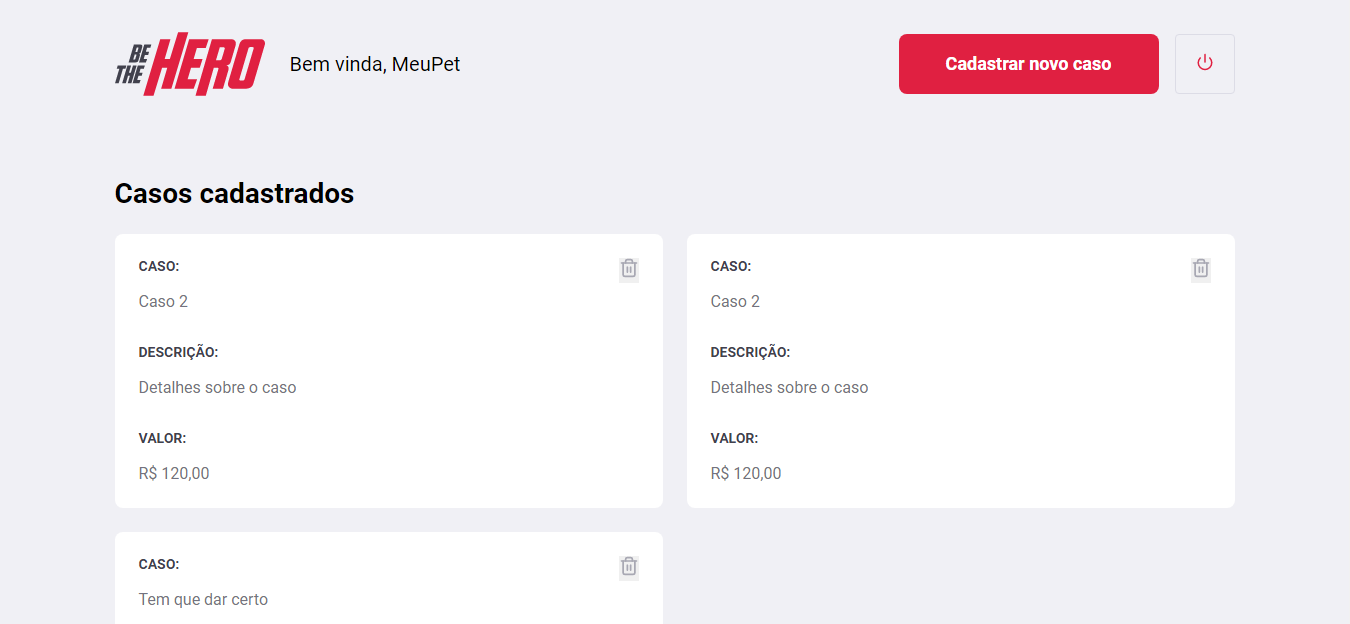 BE THE HERO
Bem vinda, MeuPet
Cadastrar novo caso
Casos cadastrados
CASO:
Caso 2
DESCRIÇÃO:
Detalhes sobre o caso
VALOR:
R$ 120,00
CASO:
Caso 2
DESCRIÇÃO:
Detalhes sobre o caso
VALOR:
R$ 120,00
CASO:
Tem que dar certo